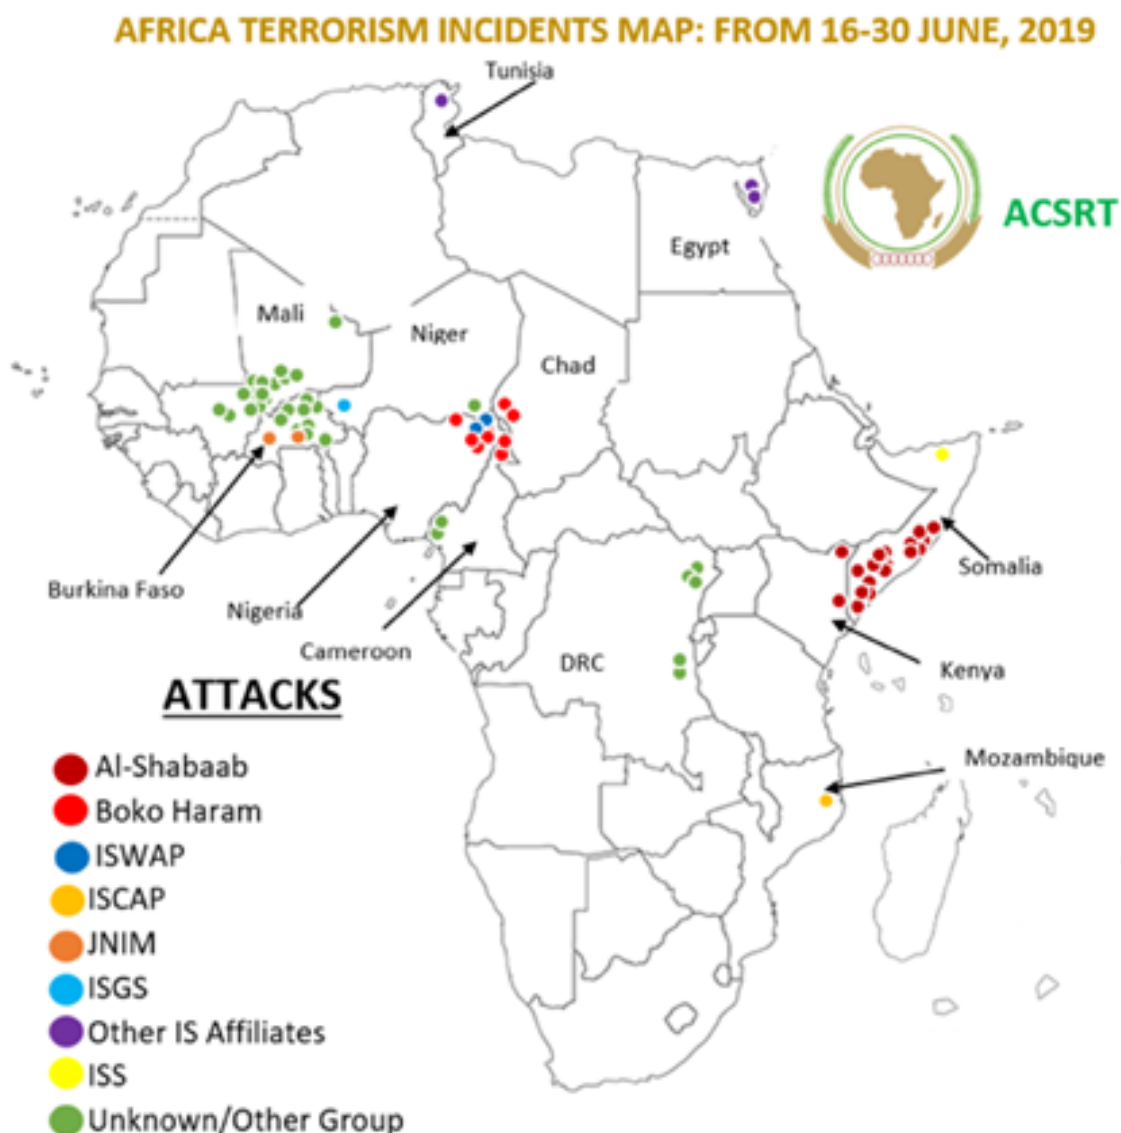 AFRICA TERRORISM INCIDENTS MAP: FROM 16-30 JUNE, 2019
Tunisia
ACSRT
Egypt
Mali
Niger
Chad
Somalia
Burkina Faso
Nigeria
Cameroon
DRC
Kenya
Mozambique
ATTACKS
Al-Shabaab
Boko Haram
ISWAP
ISCAP
JNIM
ISGS
Other IS Affiliates
ISS
Unknown/Other Group